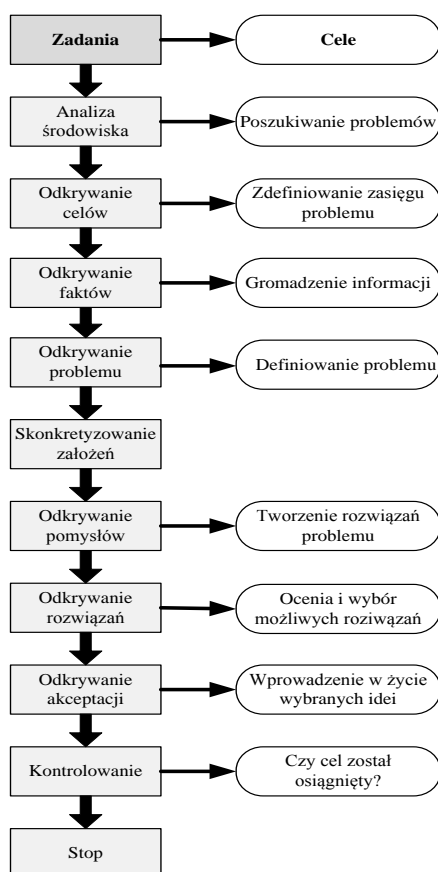 Zadania
Cele
Analiza
środowiska
Poszukiwanie problemów
Odkrywanie
celów
Zdefiniowanie zasięgu
problemu
Odkrywanie
faktów
Gromadzenie informacji
Odkrywanie
problemu
Definiowanie problemu
Skonkretyzowanie
założeń
Odkrywanie
pomysłów
Tworzenie rozwiązań
problemu
Odkrywanie
rozwiązań
Ocenia i wybór
możliwych roziwązań
Odkrywanie
akceptacji
Wprowadzenie w życie
wybranych idei
Kontrolowanie
Czy cel został
osiągnięty?
Stop